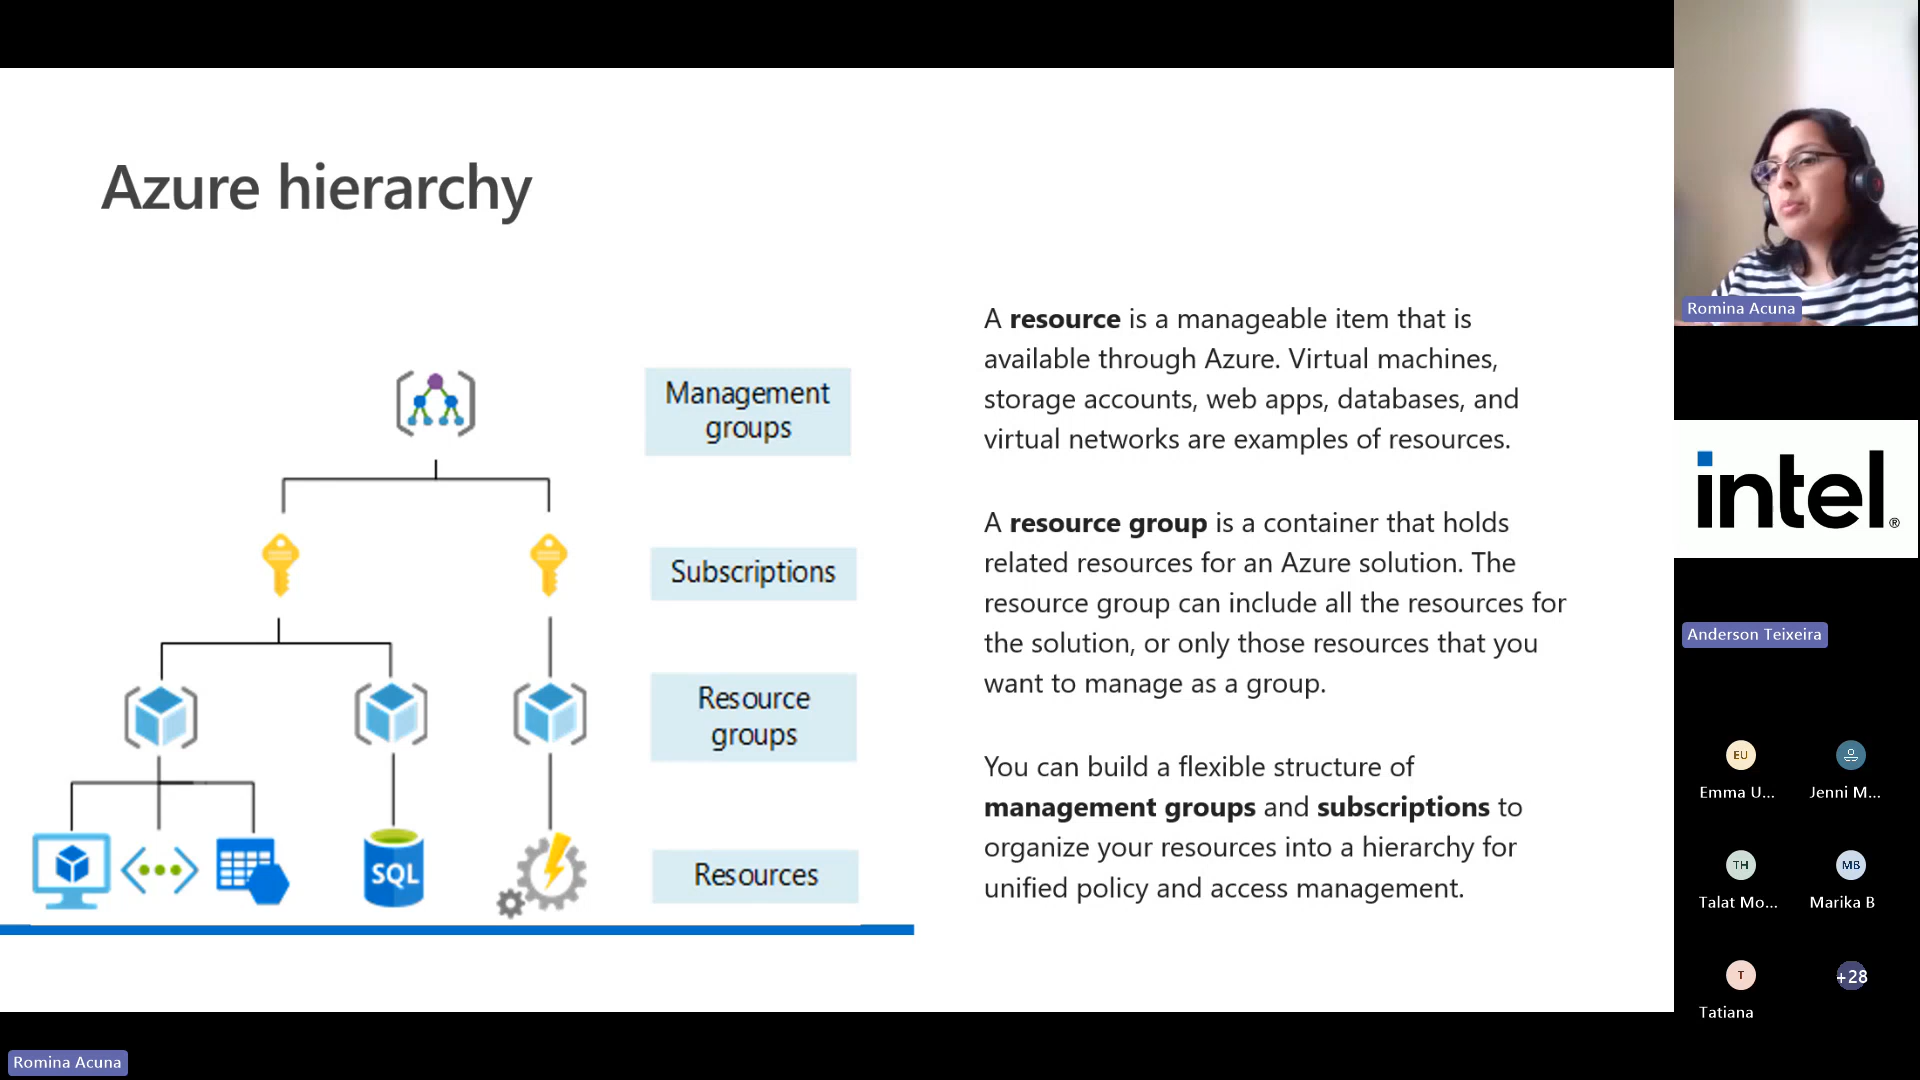 Azure hierarchy
Management
groups
Subscriptions
Resource
groups
SQL
Resources
A resource is a manageable item that is
available through Azure. Virtual machines,
storage accounts, web apps, databases, and
virtual networks are examples of resources.
A resource group is a container that holds
related resources for an Azure solution. The
resource group can include all the resources for
the solution, or only those resources that you
want to manage as a group.
You can build a flexible structure of
management groups and subscriptions to
organize your resources into a hierarchy for
unified policy and access management.
Romina Acuna
intel®
Anderson Teixeira
EU
Emma U...
Jenni M...
TH
MB
Talat Mo...
Marika B
T
+28
Tatiana
Romina Acuna